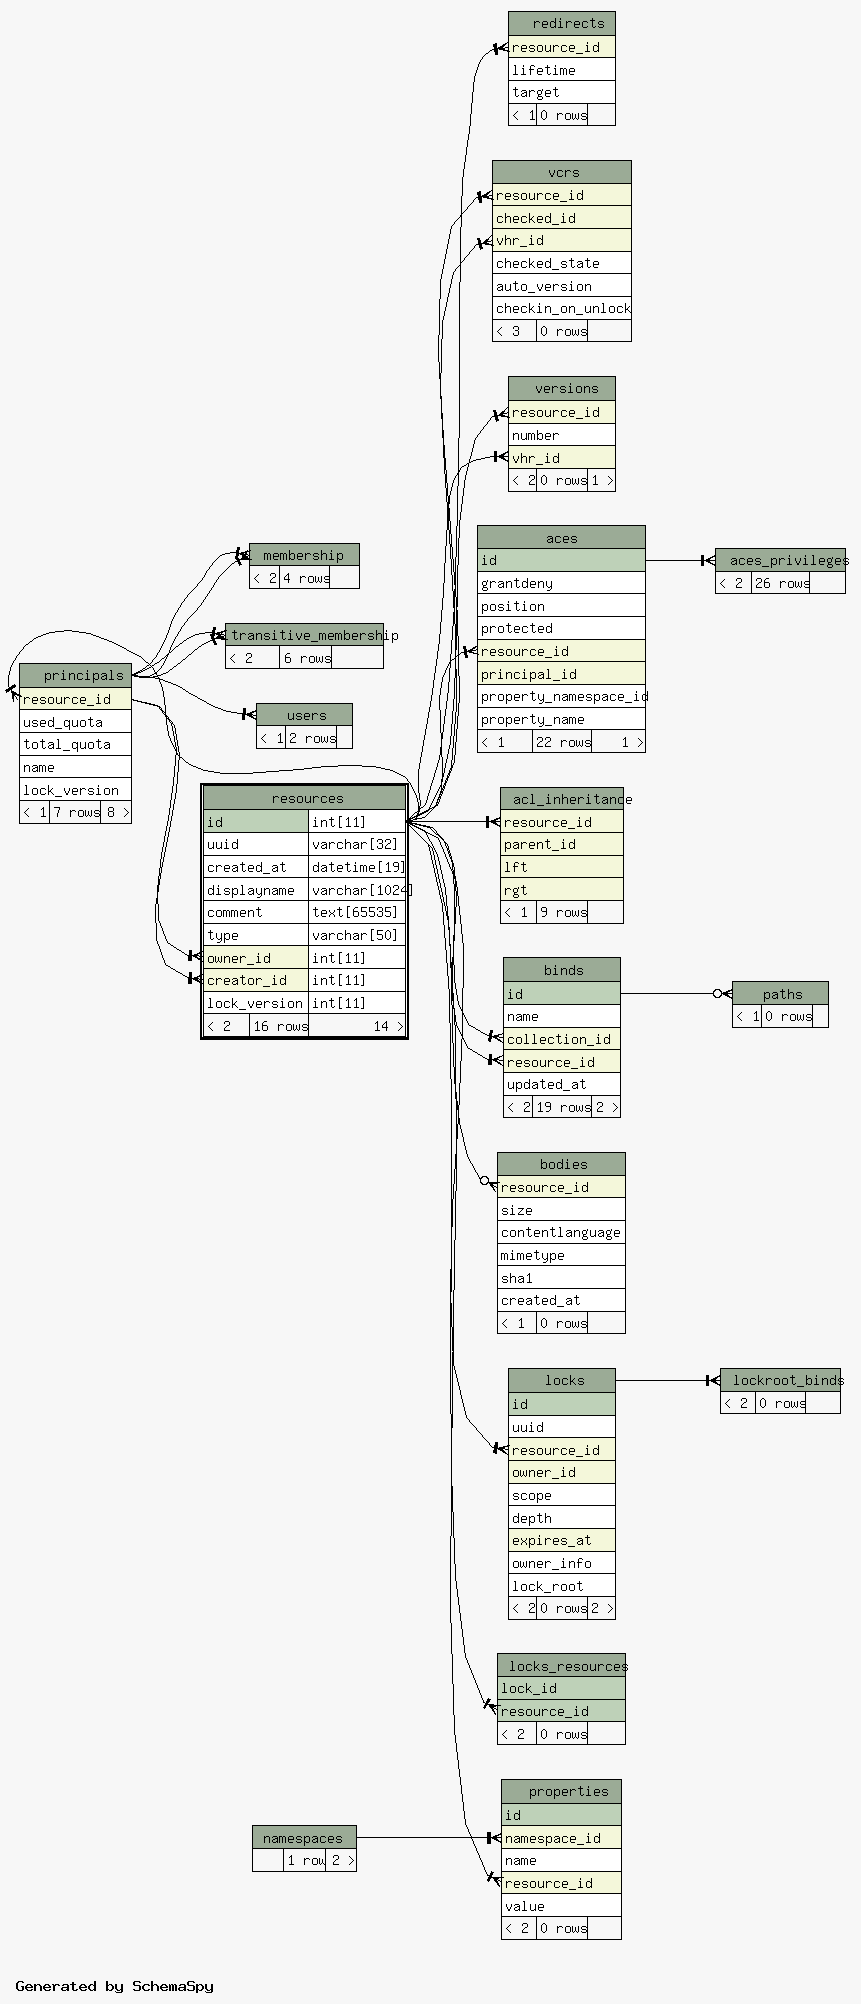 redirects
resource_id
lifetime
target
< 1 0 rows
vcrs
resource_id
checked_id
vhr_id
checked_state
auto_version
checkin_on_unlock
< 3 0 rows
versions
resource_id
number
vhr_id
< 2 0 rows 1 >
aces
id
grantdeny
position
protected
resource_id
principal_id
property_namespace_id
property_name
< 1 22 rows 1 >
aces_privileges
< 2 26 rows
membership
< 2 4 rows
transitive_membership
< 2 6 rows
users
< 1 2 rows
principals
resource_id
used_quota
total_quota
name
lock_version
< 1 7 rows 8 >
resources
id int[11]
uuid varchar[32]
created_at datetime[19]
displayname varchar[1024]
comment text[65535]
type varchar[50]
owner_id int[11]
creator_id int[11]
lock_version int[11]
< 2 16 rows 14 >
acl_inheritance
resource_id
parent_id
lft
rgt
< 1 9 rows
binds
id
name
collection_id
resource_id
updated_at
< 2 19 rows 2 >
paths
< 1 0 rows
bodies
resource_id
size
contentlanguage
mimetype
sha1
created_at
< 1 0 rows
locks
id
uuid
resource_id
owner_id
scope
depth
expires_at
owner_info
lock_root
< 2 0 rows 2 >
lockroot_binds
< 2 0 rows
locks_resources
lock_id
resource_id
< 2 0 rows
properties
id
namespace_id
name
resource_id
value
< 2 0 rows
namespaces
1 row 2 >
Generated by SchemaSpy